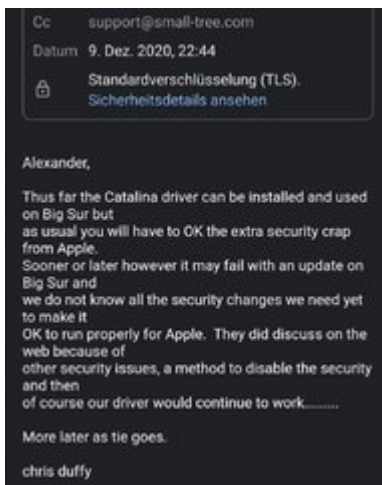 Cc support@small-tree.com
Datum 9. Dez. 2020, 22:44
Standardverschlüsselung (TLS).
Sicherheitsdetails ansehen
Alexander,
Thus far the Catalina driver can be installed and used
on Big Sur but
as usual you will have to OK the extra security crap
from Apple.
Sooner or later however it may fail with an update on
Big Sur and
we do not know all the security changes we need yet
to make it
OK to run properly for Apple. They did discuss on the
web because of
other security issues, a method to disable the security
and then
of course our driver would continue to work.........
More later as tie goes.
chris duffy